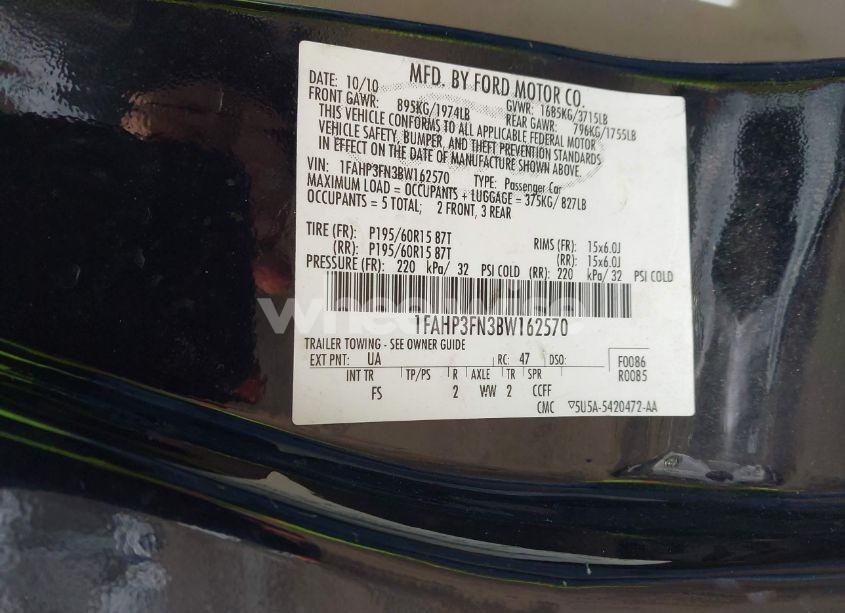 MFD. BY FORD MOTOR CO.
DATE: 10/10 GVWR: 1685KG/3715LB
FRONT GAWR: 895KG/1974LB REAR GAWR: 796KG/1755LB
THIS VEHICLE CONFORMS TO ALL APPLICABLE FEDERAL MOTOR
VEHICLE SAFETY, BUMPER, AND THEFT PREVENTION STANDARDS
IN EFFECT ON THE DATE OF MANUFACTURE SHOWN ABOVE.
VIN: 1FAHP3FN3BW162570 TYPE: Passenger Car
MAXIMUM LOAD = OCCUPANTS + LUGGAGE = 375KG/ 827LB
OCCUPANTS = 5 TOTAL; 2 FRONT, 3 REAR
TIRE (FR): P195/60R15 87T RIMS (FR): 15x6.0J
(RR): P195/60R15 87T (RR): 15x6.0J
PRESSURE (FR): 220 kPa/ 32 PSI COLD (RR): 220 kPa/ 32 PSI COLD
wheelwise
1FAHP3FN3BW162570
TRAILER TOWING - SEE OWNER GUIDE
EXT PNT: UA RC: 47 DSO: F0086
INT TR TP/PS R AXLE TR SPR R0085
FS 2 WW 2 CCFF
CMC ▽5U5A-5420472-AA